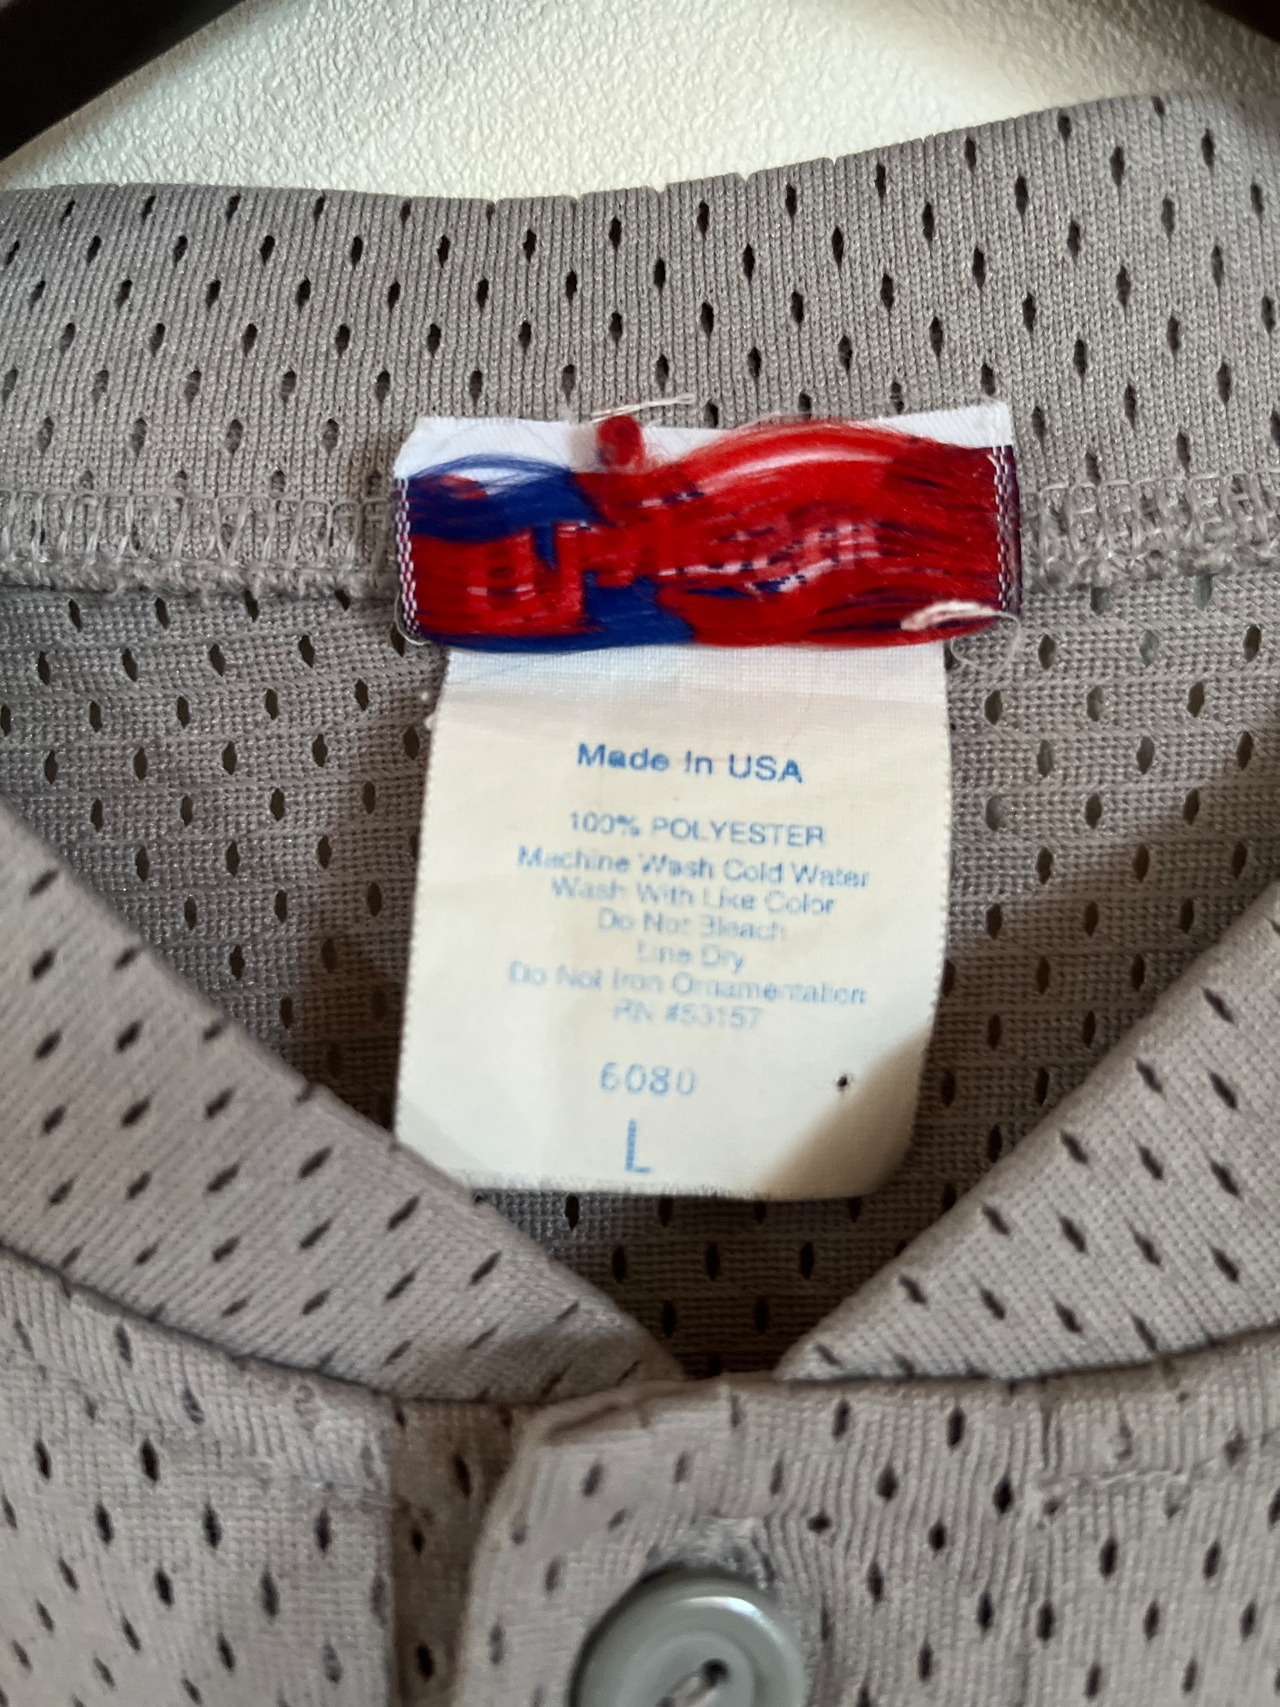 Made In USA
100% POLYESTER
Machine Wash Cold Water
Wash With Like Color
Do Not Bleach
Line Dry
Do Not Iron Ornamentation
RN #53157
6080
L